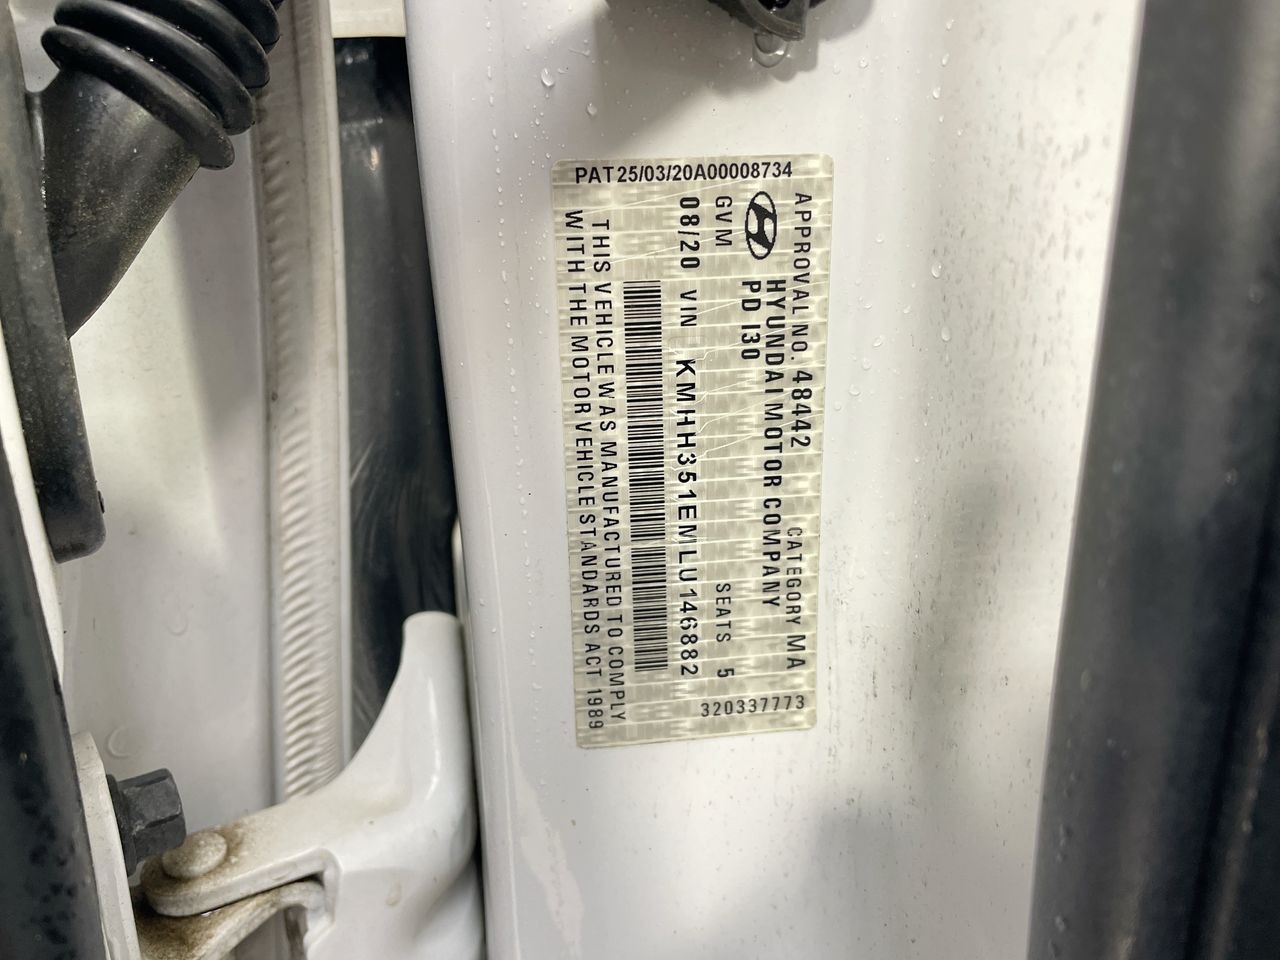 PAT25/03/20A00008734
APPROVAL NO. 48442 CATEGORY MA
HYUNDAI MOTOR COMPANY
PD I30
GVM SEATS 5
08/20 VIN KMHH351EMLU146882
THIS VEHICLE WAS MANUFACTURED TO COMPLY
WITH THE MOTOR VEHICLE STANDARDS ACT 1989
320337773